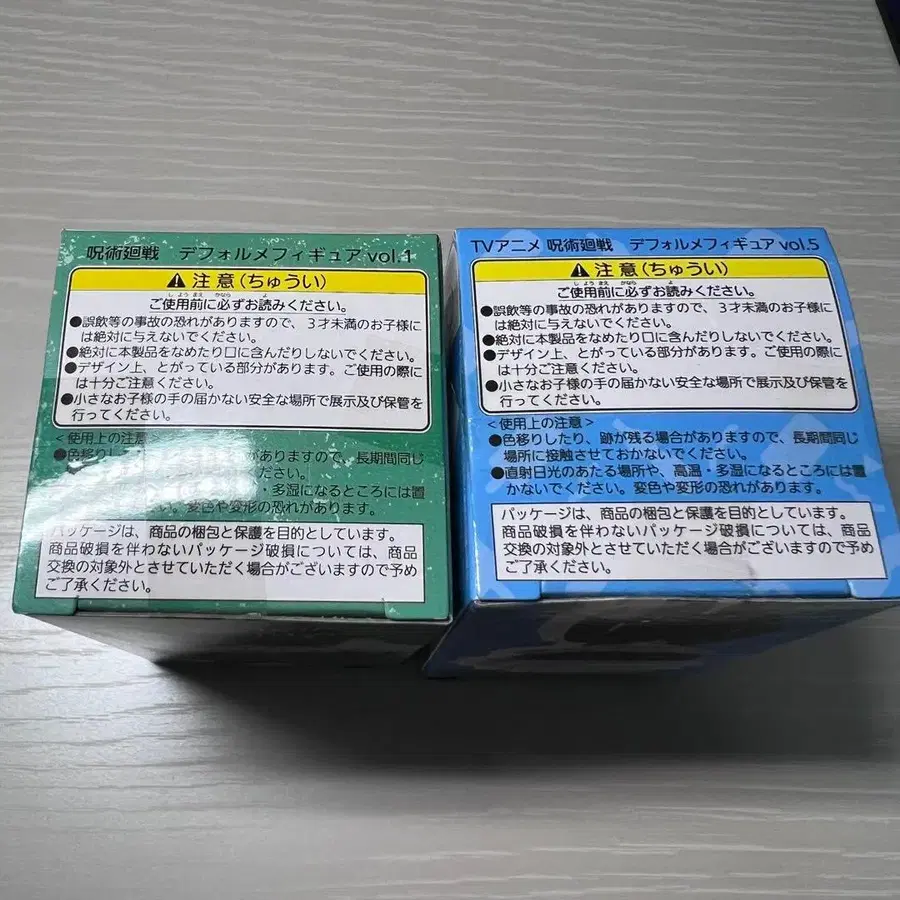 呪術廻戦 デフォルメフィギュア vol.1
注意(ちゅうい)
しようまえ かなら よ
ご使用前に必ずお読みください。
●誤飲等の事故の恐れがありますので、3才未満のお子様には
は絶対に与えないでください。
●絶対に本製品をなめたり口に含んだりしないでください。
●デザイン上、とがっている部分があります。ご使用の際に
は十分ご注意ください。
●小さなお子様の手の届かない安全な場所で展示及び保管を
行ってください。
<使用上の注意>
●色移りし
ので、長期間同じ
ください。
・多湿になるところには置
い。変色や変形の恐れがあります。
パッケージは、商品の梱包と保護を目的としています。
商品破損を伴わないパッケージ破損については、商品
交換の対象外とさせていただく場合がございますので予め
ご了承ください。
TVアニメ 呪術廻戦 デフォルメフィギュア vol.5
注意(ちゅうい)
しようまえ かなら よ
ご使用前に必ずお読みください。
●誤飲等の事故の恐れがありますので、3才未満のお子様に
は絶対に与えないでください。
●絶対に本製品をなめたり口に含んだりしないでください。
●デザイン上、とがっている部分があります。ご使用の際に
は十分ご注意ください。
●小さなお子様の手の届かない安全な場所で展示及び保管を
行ってください。
<使用上の注意>
●色移りしたり、跡が残る場合がありますので、長期間同じ
場所に接触させておかないでください。
●直射日光のあたる場所や、高温・多湿になるところには置
かないでください。変色や変形の恐れがあります。
パッケージは、商品の梱包と保護を目的としています。
商品破損を伴わないパッケージ破損については、商品
交換の対象外とさせていただく場合がございますので予め
ご了承ください。